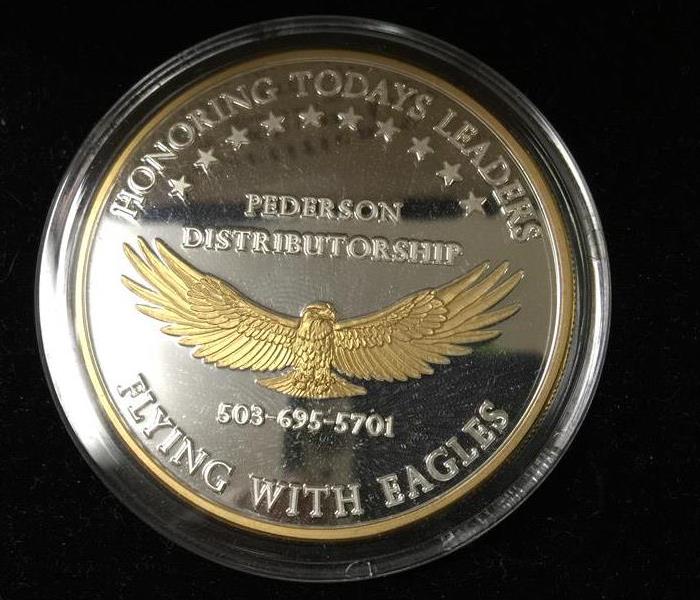 HONORING TODAYS LEADERS
PEDERSON
DISTRIBUTORSHIP
503-695-5701
FLYING WITH EAGLES